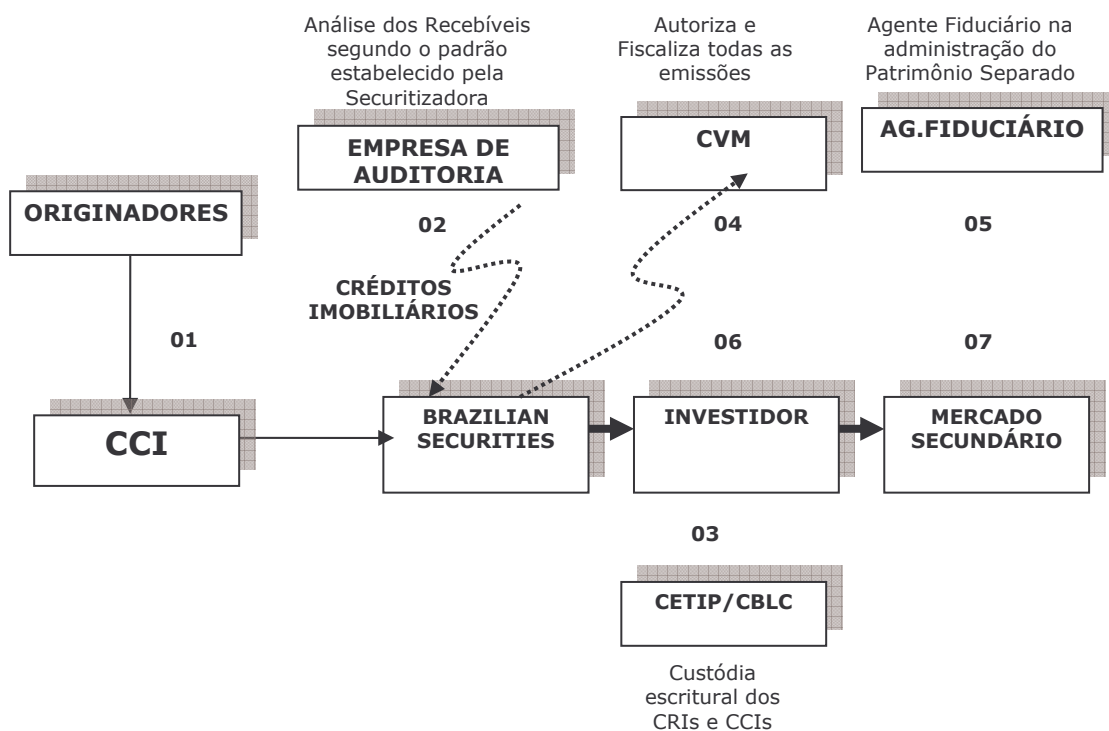 Análise dos Recebíveis
segundo o padrão
estabelecido pela
Securitizadora
Autoriza e
Fiscaliza todas as
emissões
Agente Fiduciário na
administração do
Patrimônio Separado
EMPRESA DE
AUDITORIA
CVM
AG.FIDUCIÁRIO
ORIGINADORES
02
04
05
CRÉDITOS
IMOBILIÁRIOS
01
06
07
CCI
BRAZILIAN
SECURITIES
INVESTIDOR
MERCADO
SECUNDÁRIO
03
CETIP/CBLC
Custódia
escritural dos
CRIs e CCIs